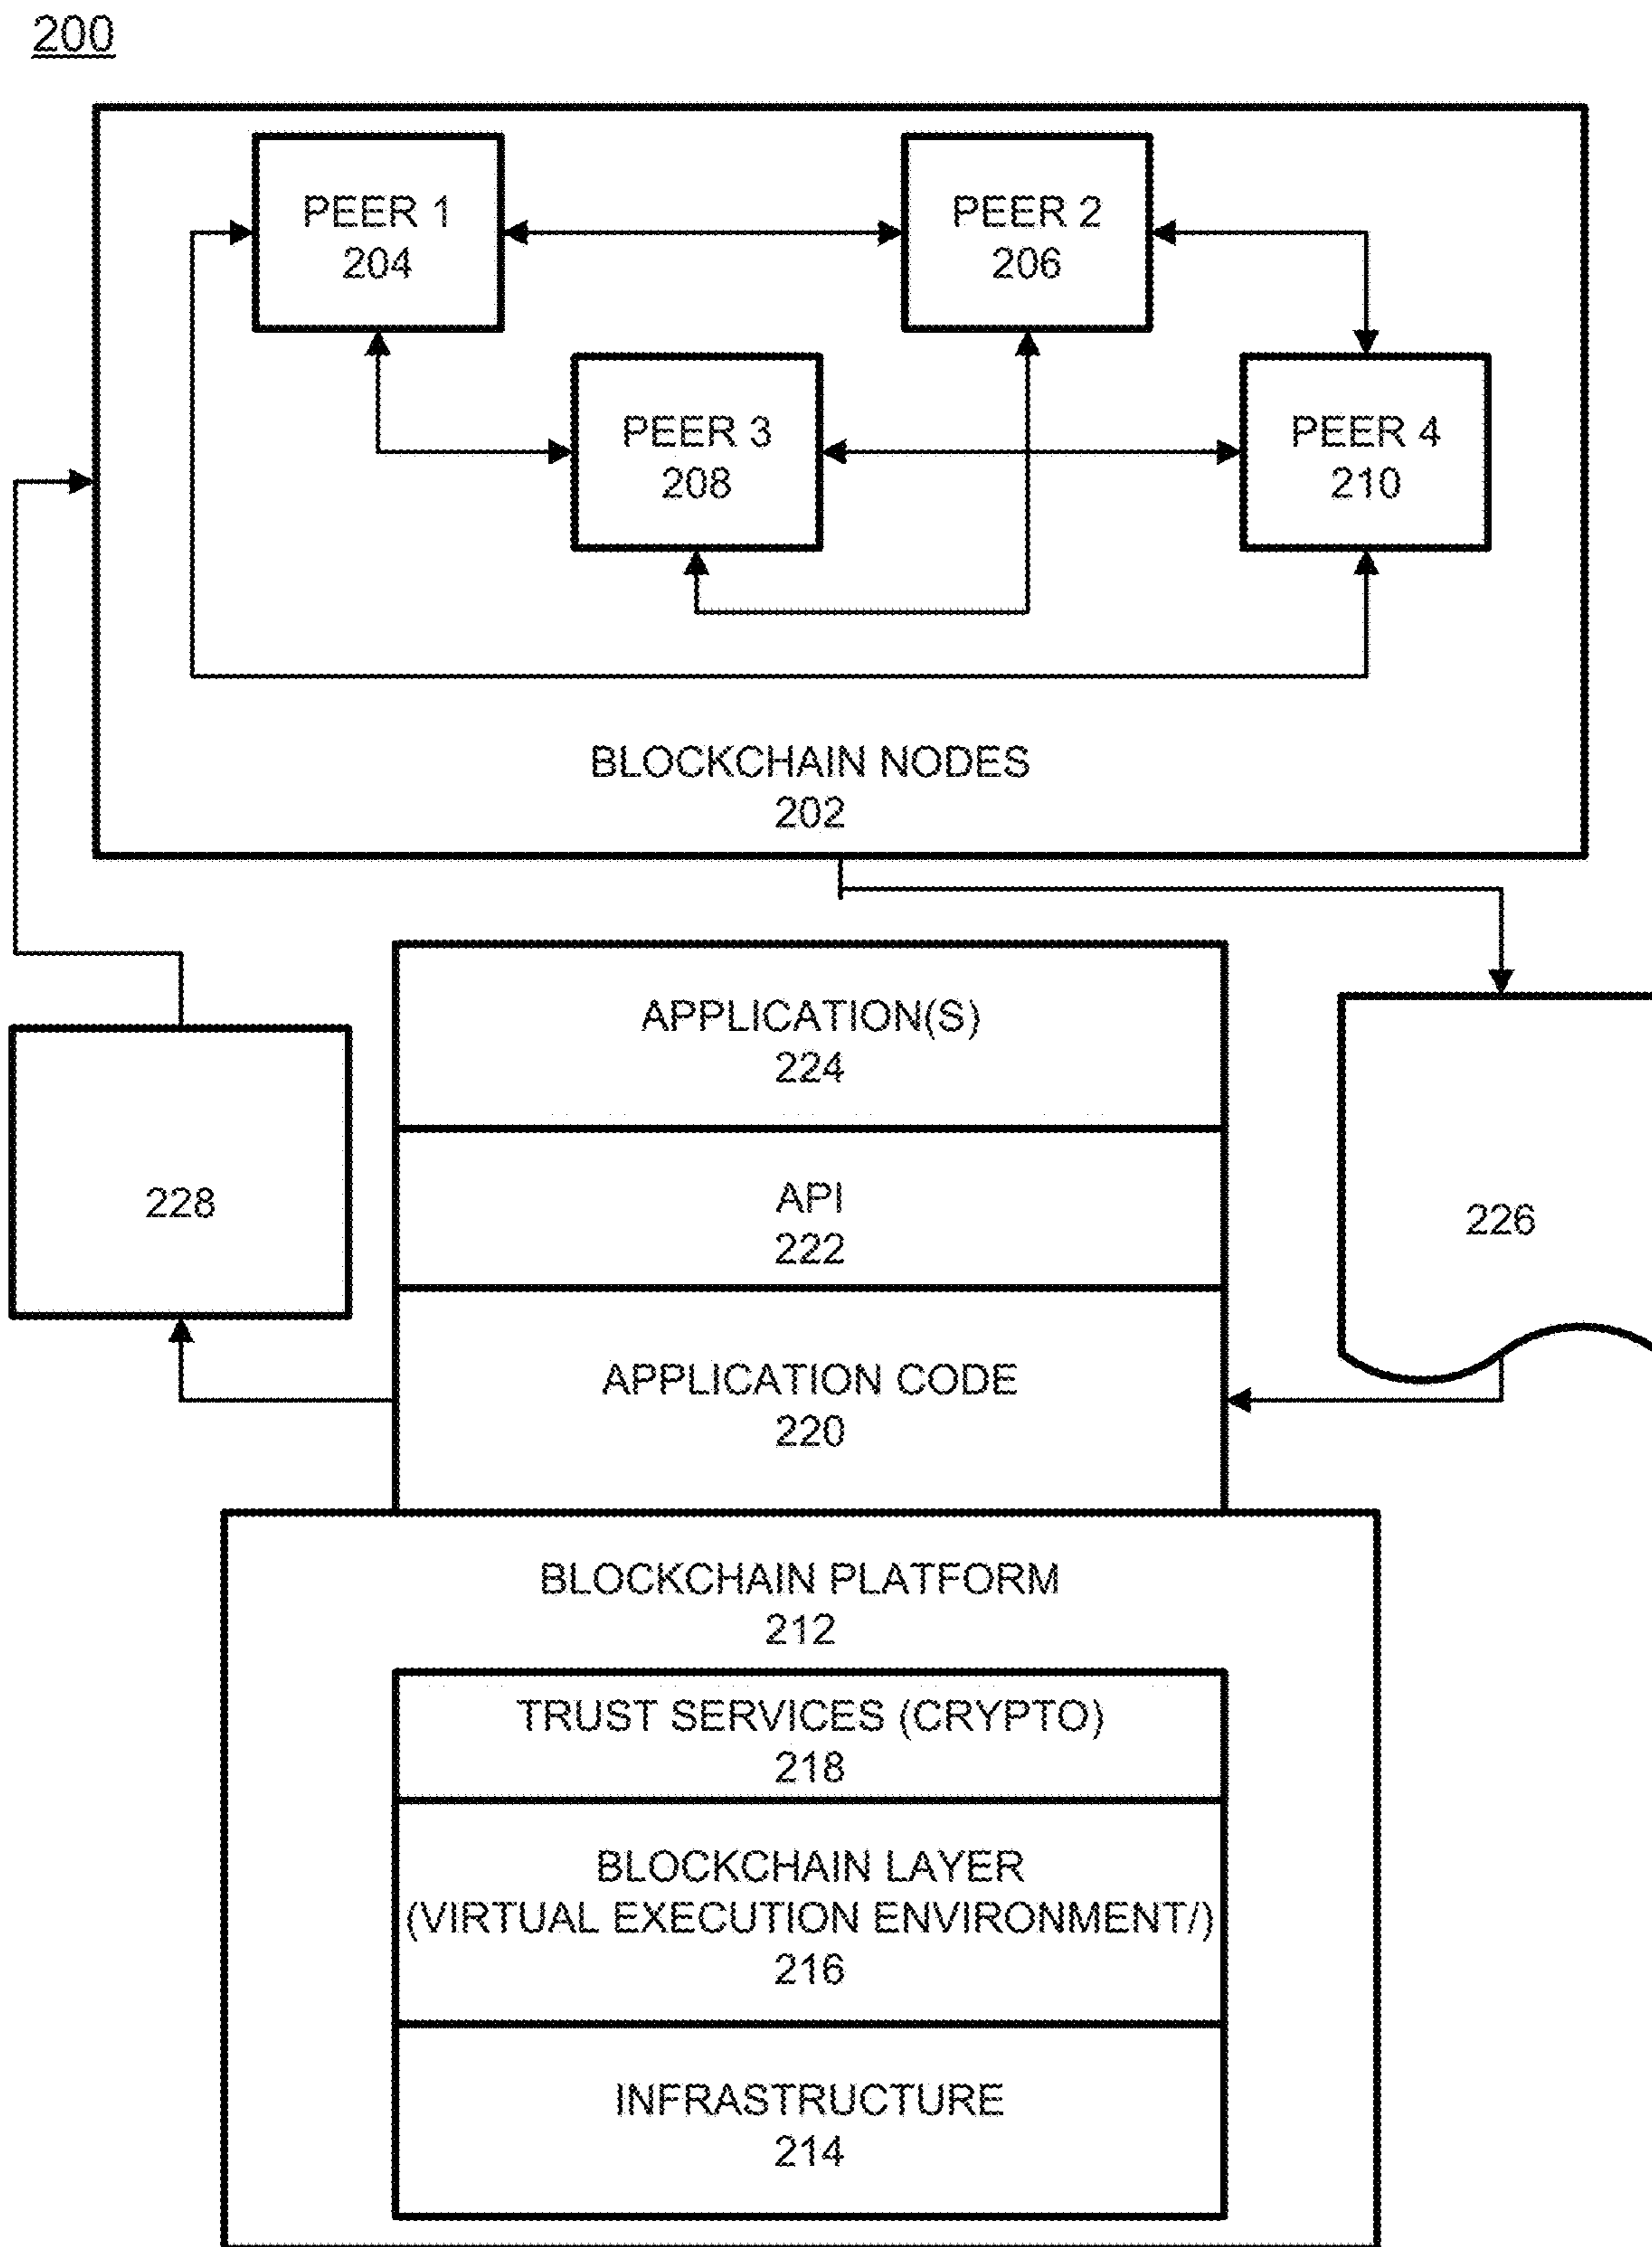 200
PEER 1
204
PEER 2
206
PEER 3
208
PEER 4
210
BLOCKCHAIN NODES
202
APPLICATION(S)
224
API
222
228
226
APPLICATION CODE
220
BLOCKCHAIN PLATFORM
212
TRUST SERVICES (CRYPTO)
218
BLOCKCHAIN LAYER
(VIRTUAL EXECUTION ENVIRONMENT/)
216
INFRASTRUCTURE
214